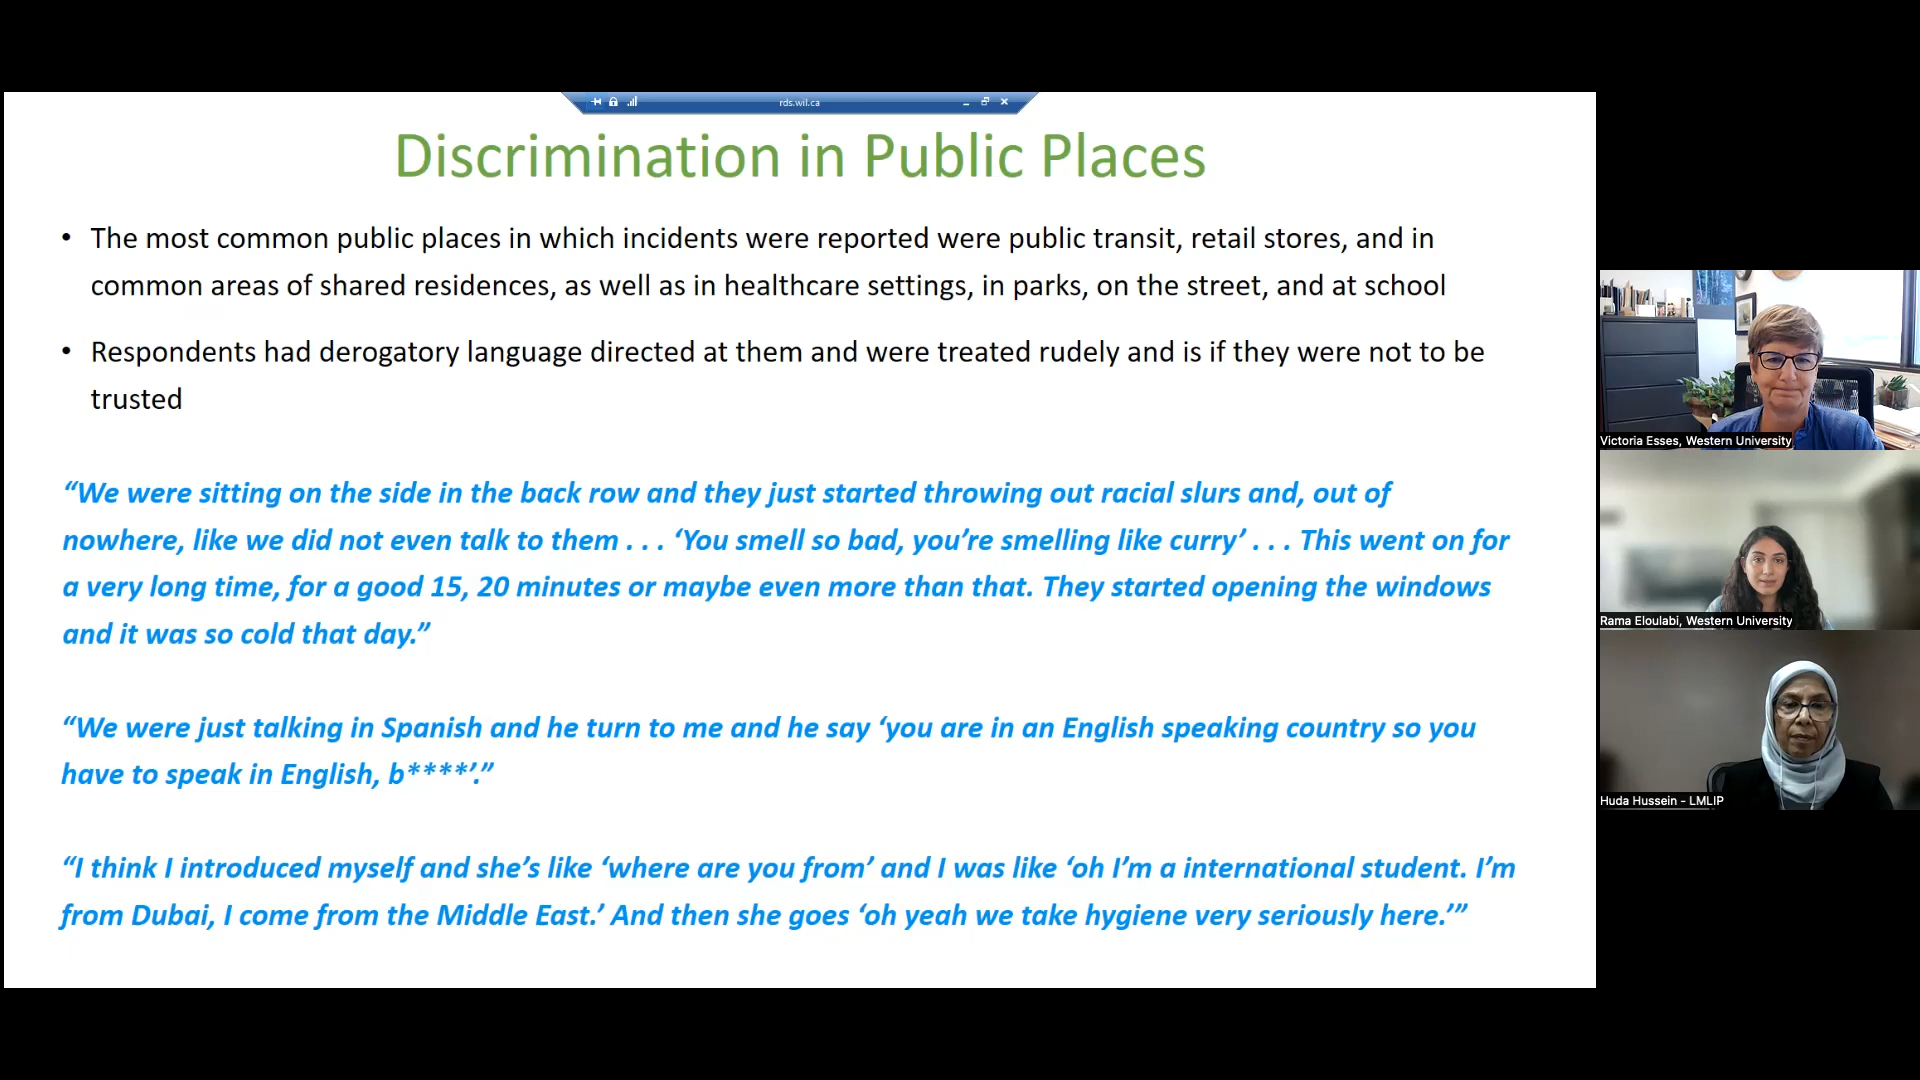 rds.wil.ca
Discrimination in Public Places
• The most common public places in which incidents were reported were public transit, retail stores, and in
common areas of shared residences, as well as in healthcare settings, in parks, on the street, and at school
• Respondents had derogatory language directed at them and were treated rudely and is if they were not to be
trusted
“We were sitting on the side in the back row and they just started throwing out racial slurs and, out of
nowhere, like we did not even talk to them . . . ‘You smell so bad, you’re smelling like curry’ . . . This went on for
a very long time, for a good 15, 20 minutes or maybe even more than that. They started opening the windows
and it was so cold that day.”
“We were just talking in Spanish and he turn to me and he say ‘you are in an English speaking country so you
have to speak in English, b****’.”
“I think I introduced myself and she’s like ‘where are you from’ and I was like ‘oh I’m a international student. I’m
from Dubai, I come from the Middle East.’ And then she goes ‘oh yeah we take hygiene very seriously here.’”
Victoria Esses, Western University
Rama Eloulabi, Western University
Huda Hussein - LMLIP